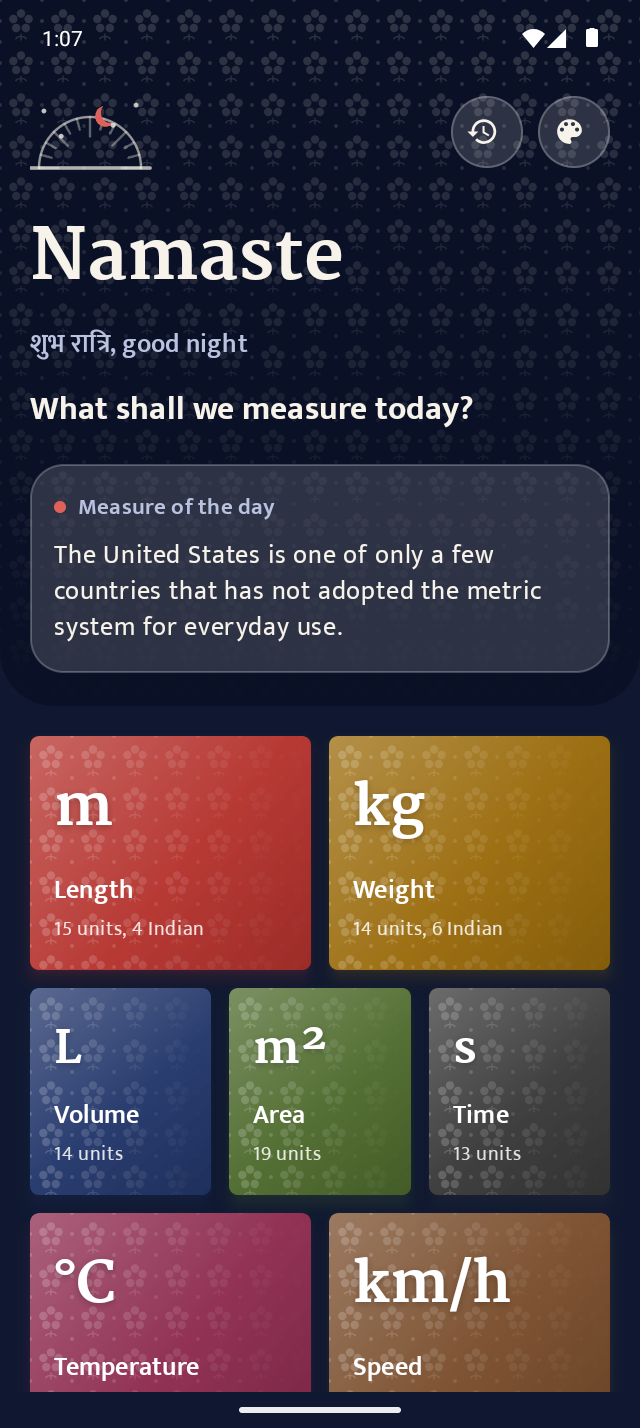 1:07
Namaste
शुभ रात्रि, good night
What shall we measure today?
Measure of the day
The United States is one of only a few
countries that has not adopted the metric
system for everyday use.
m
Length
15 units, 4 Indian
kg
Weight
14 units, 6 Indian
L
Volume
14 units
m²
Area
19 units
s
Time
13 units
°C
Temperature
km/h
Speed